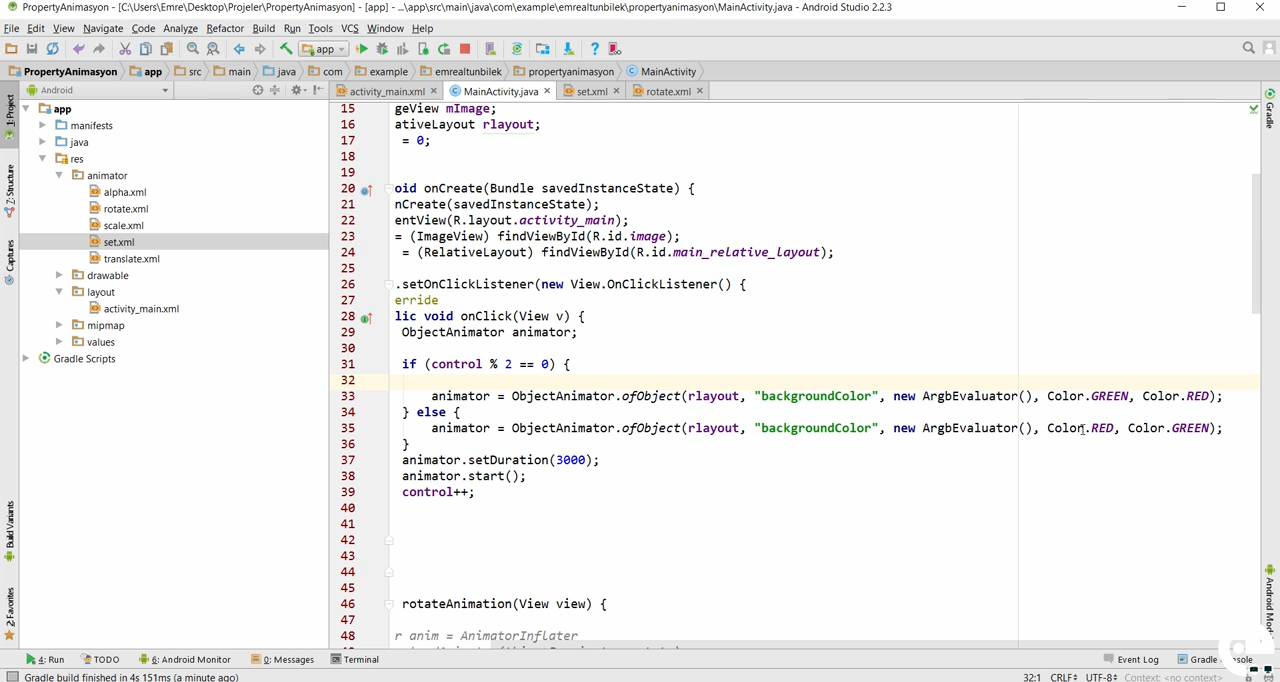 PropertyAnimasyon - [C:\Users\Emre\Desktop\Projeler\PropertyAnimasyon] - [app] - ...\app\src\main\java\com\example\emrealtunbilek\propertyanimasyon\MainActivity.java - Android Studio 2.2.3
File Edit View Navigate Code Analyze Refactor Build Run Tools VCS Window Help
app
PropertyAnimasyon app src main java com example emrealtunbilek propertyanimasyon MainActivity
Android
activity_main.xml MainActivity.java set.xml rotate.xml
1: Project
Z: Structure
Captures
Build Variants
2: Favorites
app
manifests
java
res
animator
alpha.xml
rotate.xml
scale.xml
set.xml
translate.xml
drawable
layout
activity_main.xml
mipmap
values
Gradle Scripts
15 geView mImage;
16 ativeLayout rlayout;
17 = 0;
18
19
20 oid onCreate(Bundle savedInstanceState) {
21 nCreate(savedInstanceState);
22 entView(R.layout.activity_main);
23 = (ImageView) findViewById(R.id.image);
24 = (RelativeLayout) findViewById(R.id.main_relative_layout);
25
26 .setOnClickListener(new View.OnClickListener() {
27 erride
28 lic void onClick(View v) {
29 ObjectAnimator animator;
30
31 if (control % 2 == 0) {
32
33 animator = ObjectAnimator.ofObject(rlayout, "backgroundColor", new ArgbEvaluator(), Color.GREEN, Color.RED);
34 } else {
35 animator = ObjectAnimator.ofObject(rlayout, "backgroundColor", new ArgbEvaluator(), Color.RED, Color.GREEN);
36 }
37 animator.setDuration(3000);
38 animator.start();
39 control++;
40
41
42
43
44
45
46 rotateAnimation(View view) {
47
48 r anim = AnimatorInflater
Gradle
Android Mod
4: Run TODO 6: Android Monitor 0: Messages Terminal Event Log Gradle Console
Gradle build finished in 4s 151ms (a minute ago) 32:1 CRLF UTF-8 Context: <no context>